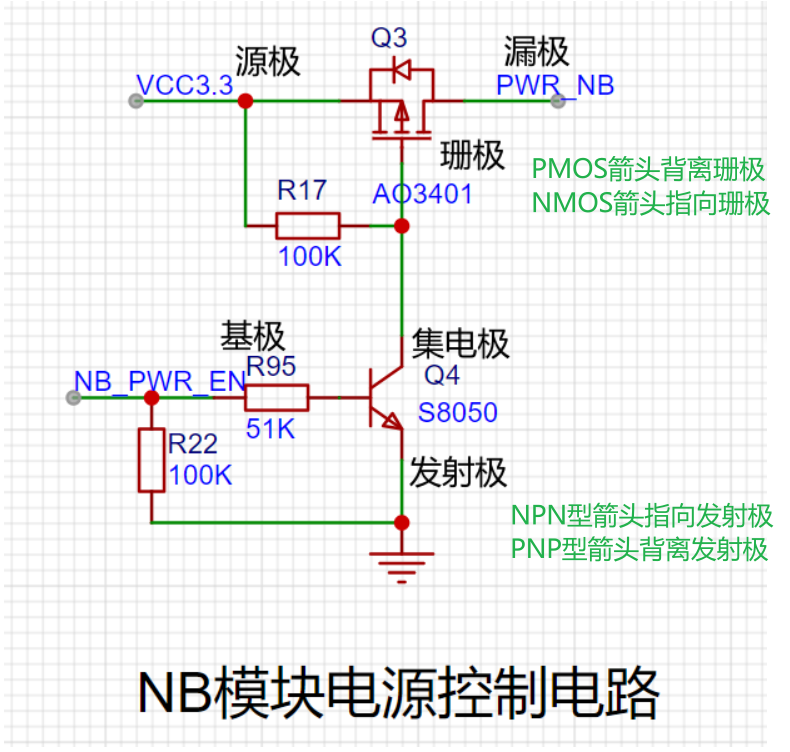 Q3
源极
漏极
VCC3.3
PWR_NB
珊极
PMOS箭头背离珊极
R17
AO3401
NMOS箭头指向珊极
100K
基极
集电极
R95
Q4
NB_PWR_EN
S8050
51K
R22
100K
发射极
NPN型箭头指向发射极
PNP型箭头背离发射极
NB模块电源控制电路